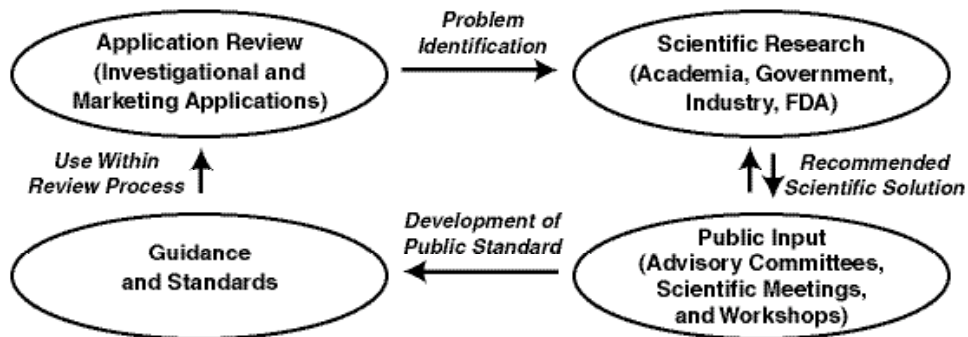 Application Review
(Investigational and
Marketing Applications)
Problem
Identification
Scientific Research
(Academia, Government,
Industry, FDA)
Use Within
Review Process
Recommended
Scientific Solution
Guidance
and Standards
Development of
Public Standard
Public Input
(Advisory Committees,
Scientific Meetings,
and Workshops)